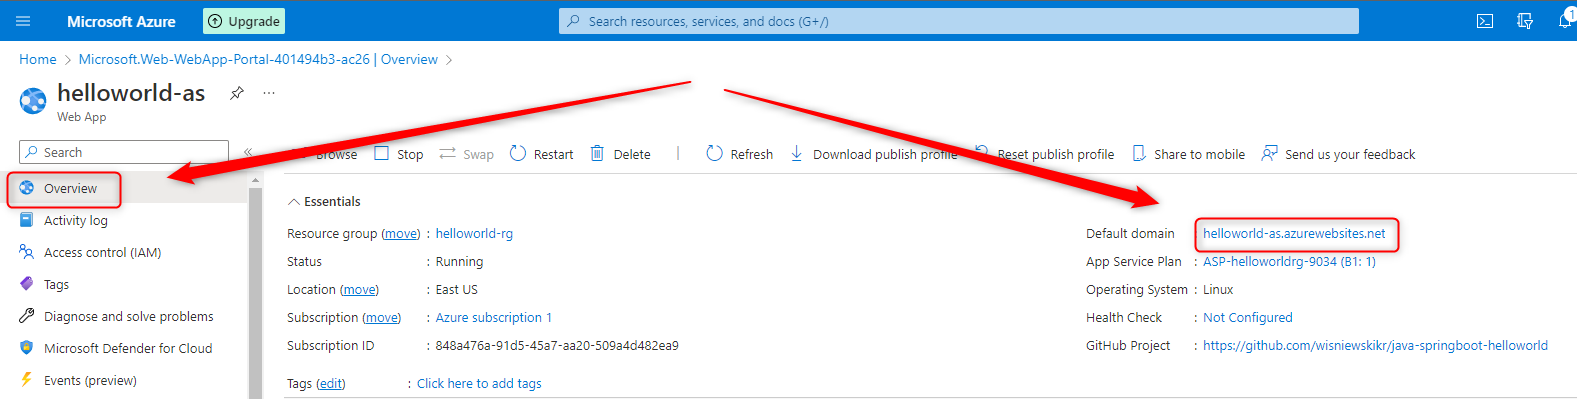 Microsoft Azure
Upgrade
Search resources, services, and docs (G+/)
1
Home > Microsoft.Web-WebApp-Portal-401494b3-ac26 | Overview >
helloworld-as
Web App
Search
Stop
Swap
Restart
Delete
Refresh
Download publish profile
Reset publish profile
Share to mobile
Send us your feedback
Overview
Activity log
Access control (IAM)
Tags
Diagnose and solve problems
Microsoft Defender for Cloud
Events (preview)
Essentials
Resource group (move) : helloworld-rg
Status : Running
Location (move) : East US
Subscription (move) : Azure subscription 1
Subscription ID : 848a476a-91d5-45a7-aa20-509a4d482ea9
Tags (edit) : Click here to add tags
Default domain : helloworld-as.azurewebsites.net
App Service Plan : ASP-helloworldrg-9034 (B1: 1)
Operating System : Linux
Health Check : Not Configured
GitHub Project : https://github.com/wisniewskikr/java-springboot-helloworld